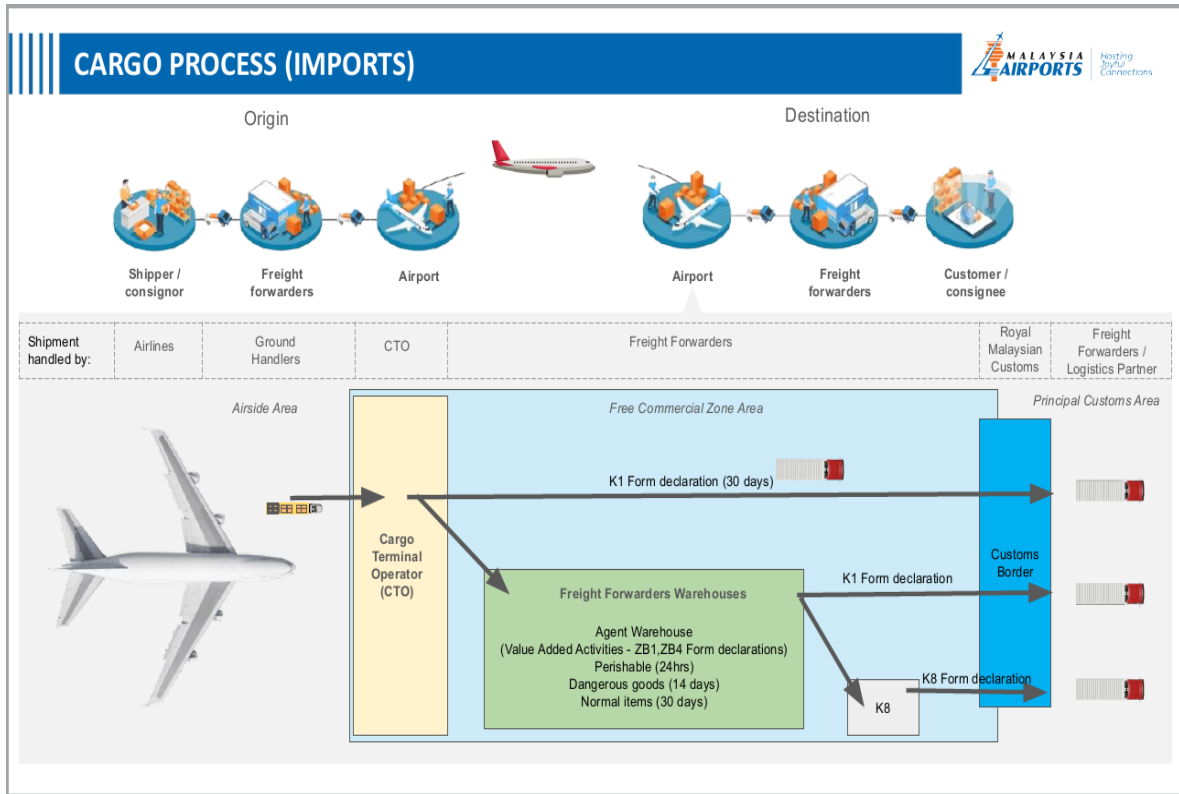 CARGO PROCESS (IMPORTS)
MALAYSIA
AIRPORTS
Hosting
Joyful
Connections
Origin
Destination
Shipper /
consignor
Freight
forwarders
Airport
Airport
Freight
forwarders
Customer /
consignee
Shipment
handled by:
Airlines
Ground
Handlers
CTO
Freight Forwarders
Royal
Malaysian
Customs
Freight
Forwarders /
Logistics Partner
Airside Area
Free Commercial Zone Area
Principal Customs Area
K1 Form declaration (30 days)
Cargo
Terminal
Operator
(CTO)
Customs
Border
K1 Form declaration
Freight Forwarders Warehouses
Agent Warehouse
(Value Added Activities - ZB1,ZB4 Form declarations)
Perishable (24hrs)
Dangerous goods (14 days)
Normal items (30 days)
K8 Form declaration
K8